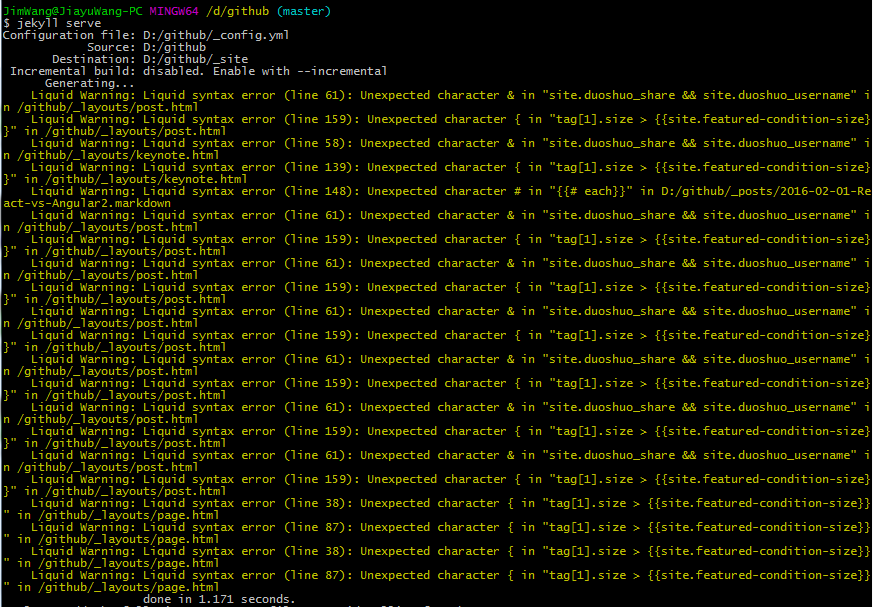 JimWang@JiayuWang-PC MINGW64 /d/github (master)
$ jekyll serve
Configuration file: D:/github/_config.yml
Source: D:/github
Destination: D:/github/_site
Incremental build: disabled. Enable with --incremental
Generating...
Liquid Warning: Liquid syntax error (line 61): Unexpected character & in "site.duoshuo_share && site.duoshuo_username" i
n /github/_layouts/post.html
Liquid Warning: Liquid syntax error (line 159): Unexpected character { in "tag[1].size > {{site.featured-condition-size}
}" in /github/_layouts/post.html
Liquid Warning: Liquid syntax error (line 58): Unexpected character & in "site.duoshuo_share && site.duoshuo_username" i
n /github/_layouts/keynote.html
Liquid Warning: Liquid syntax error (line 139): Unexpected character { in "tag[1].size > {{site.featured-condition-size}
}" in /github/_layouts/keynote.html
Liquid Warning: Liquid syntax error (line 148): Unexpected character # in "{{# each}}" in D:/github/_posts/2016-02-01-Re
act-vs-Angular2.markdown
Liquid Warning: Liquid syntax error (line 61): Unexpected character & in "site.duoshuo_share && site.duoshuo_username" i
n /github/_layouts/post.html
Liquid Warning: Liquid syntax error (line 159): Unexpected character { in "tag[1].size > {{site.featured-condition-size}
}" in /github/_layouts/post.html
Liquid Warning: Liquid syntax error (line 61): Unexpected character & in "site.duoshuo_share && site.duoshuo_username" i
n /github/_layouts/post.html
Liquid Warning: Liquid syntax error (line 159): Unexpected character { in "tag[1].size > {{site.featured-condition-size}
}" in /github/_layouts/post.html
Liquid Warning: Liquid syntax error (line 61): Unexpected character & in "site.duoshuo_share && site.duoshuo_username" i
n /github/_layouts/post.html
Liquid Warning: Liquid syntax error (line 159): Unexpected character { in "tag[1].size > {{site.featured-condition-size}
}" in /github/_layouts/post.html
Liquid Warning: Liquid syntax error (line 61): Unexpected character & in "site.duoshuo_share && site.duoshuo_username" i
n /github/_layouts/post.html
Liquid Warning: Liquid syntax error (line 159): Unexpected character { in "tag[1].size > {{site.featured-condition-size}
}" in /github/_layouts/post.html
Liquid Warning: Liquid syntax error (line 61): Unexpected character & in "site.duoshuo_share && site.duoshuo_username" i
n /github/_layouts/post.html
Liquid Warning: Liquid syntax error (line 159): Unexpected character { in "tag[1].size > {{site.featured-condition-size}
}" in /github/_layouts/post.html
Liquid Warning: Liquid syntax error (line 61): Unexpected character & in "site.duoshuo_share && site.duoshuo_username" i
n /github/_layouts/post.html
Liquid Warning: Liquid syntax error (line 159): Unexpected character { in "tag[1].size > {{site.featured-condition-size}
}" in /github/_layouts/post.html
Liquid Warning: Liquid syntax error (line 38): Unexpected character { in "tag[1].size > {{site.featured-condition-size}}
" in /github/_layouts/page.html
Liquid Warning: Liquid syntax error (line 87): Unexpected character { in "tag[1].size > {{site.featured-condition-size}}
" in /github/_layouts/page.html
Liquid Warning: Liquid syntax error (line 38): Unexpected character { in "tag[1].size > {{site.featured-condition-size}}
" in /github/_layouts/page.html
Liquid Warning: Liquid syntax error (line 87): Unexpected character { in "tag[1].size > {{site.featured-condition-size}}
" in /github/_layouts/page.html
done in 1.171 seconds.